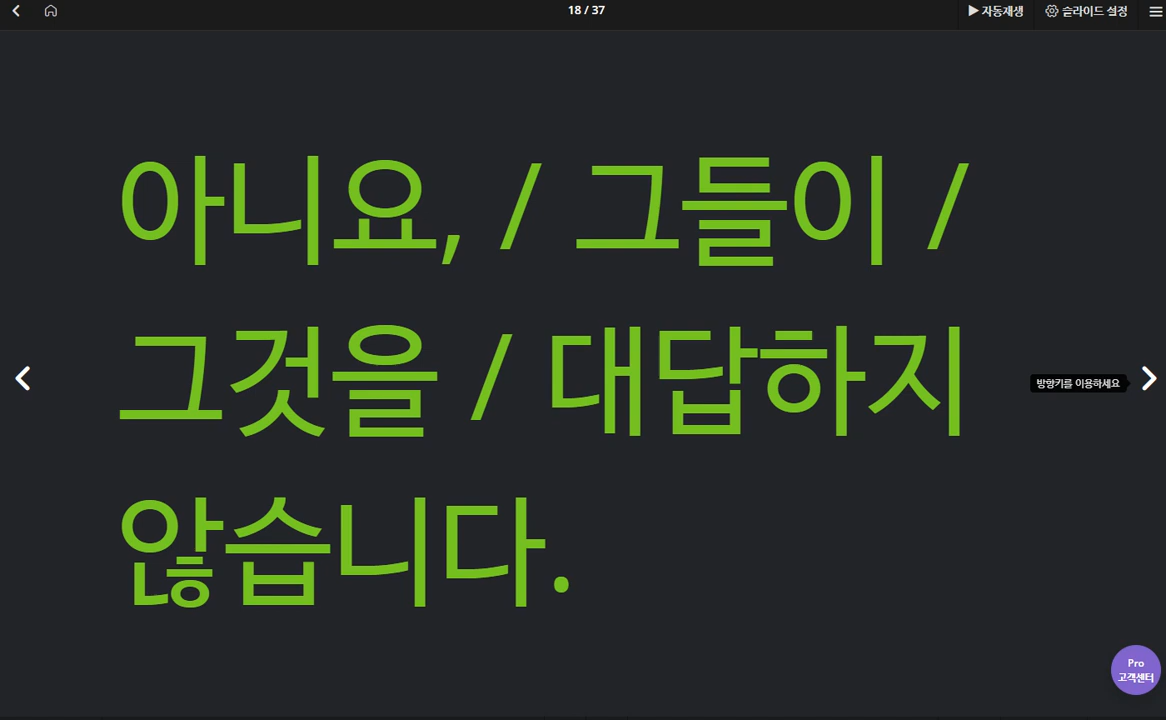 18 / 37
▶ 자동재생
슬라이드 설정
아니요, / 그들이 /
그것을 / 대답하지
않습니다.
방향키를 이용하세요
Pro
고객센터